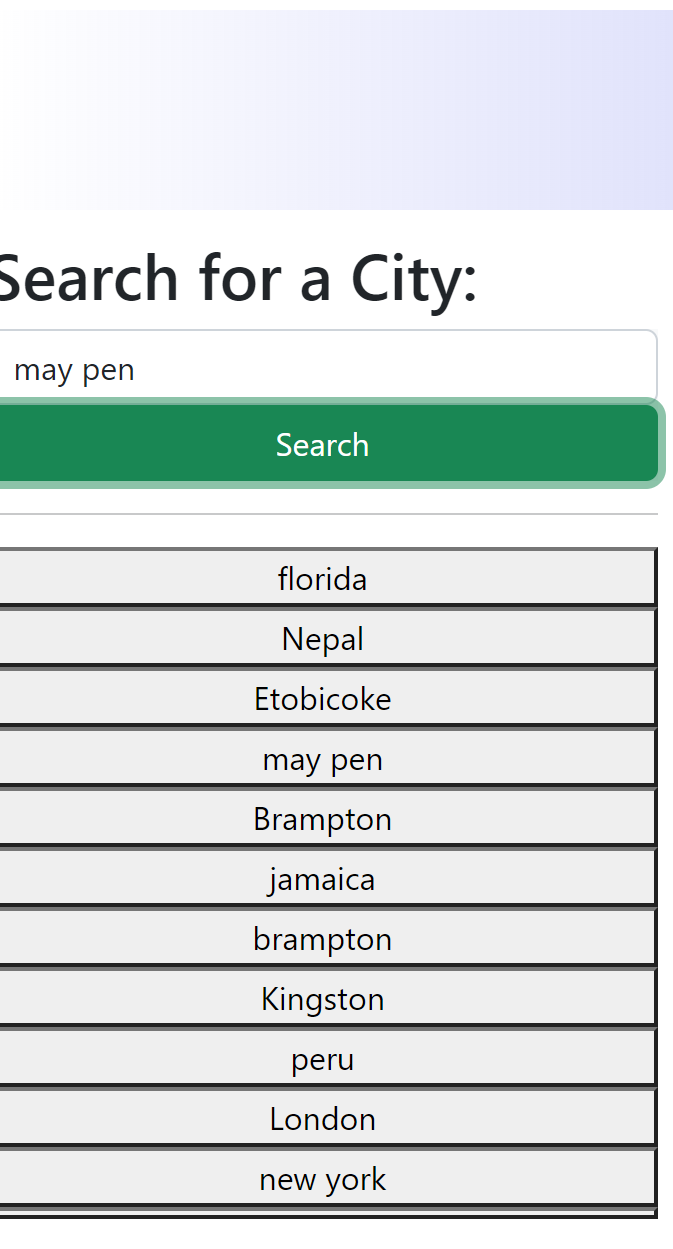 Search for a City:
may pen
Search
florida
Nepal
Etobicoke
may pen
Brampton
jamaica
brampton
Kingston
peru
London
new york